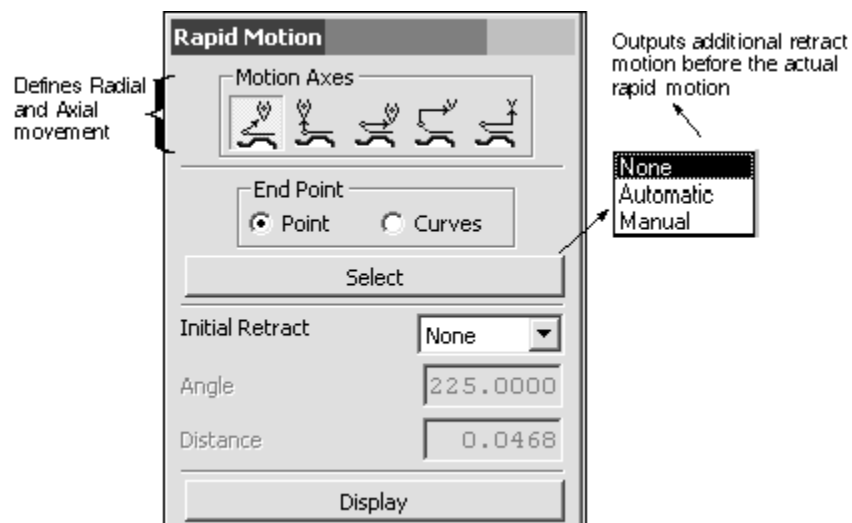 Rapid Motion
Motion Axes
Defines Radial
and Axial
movement
End Point
Point
Curves
Select
Initial Retract
None
Angle
225.0000
Distance
0.0468
Display
Outputs additional retract
motion before the actual
rapid motion
None
Automatic
Manual